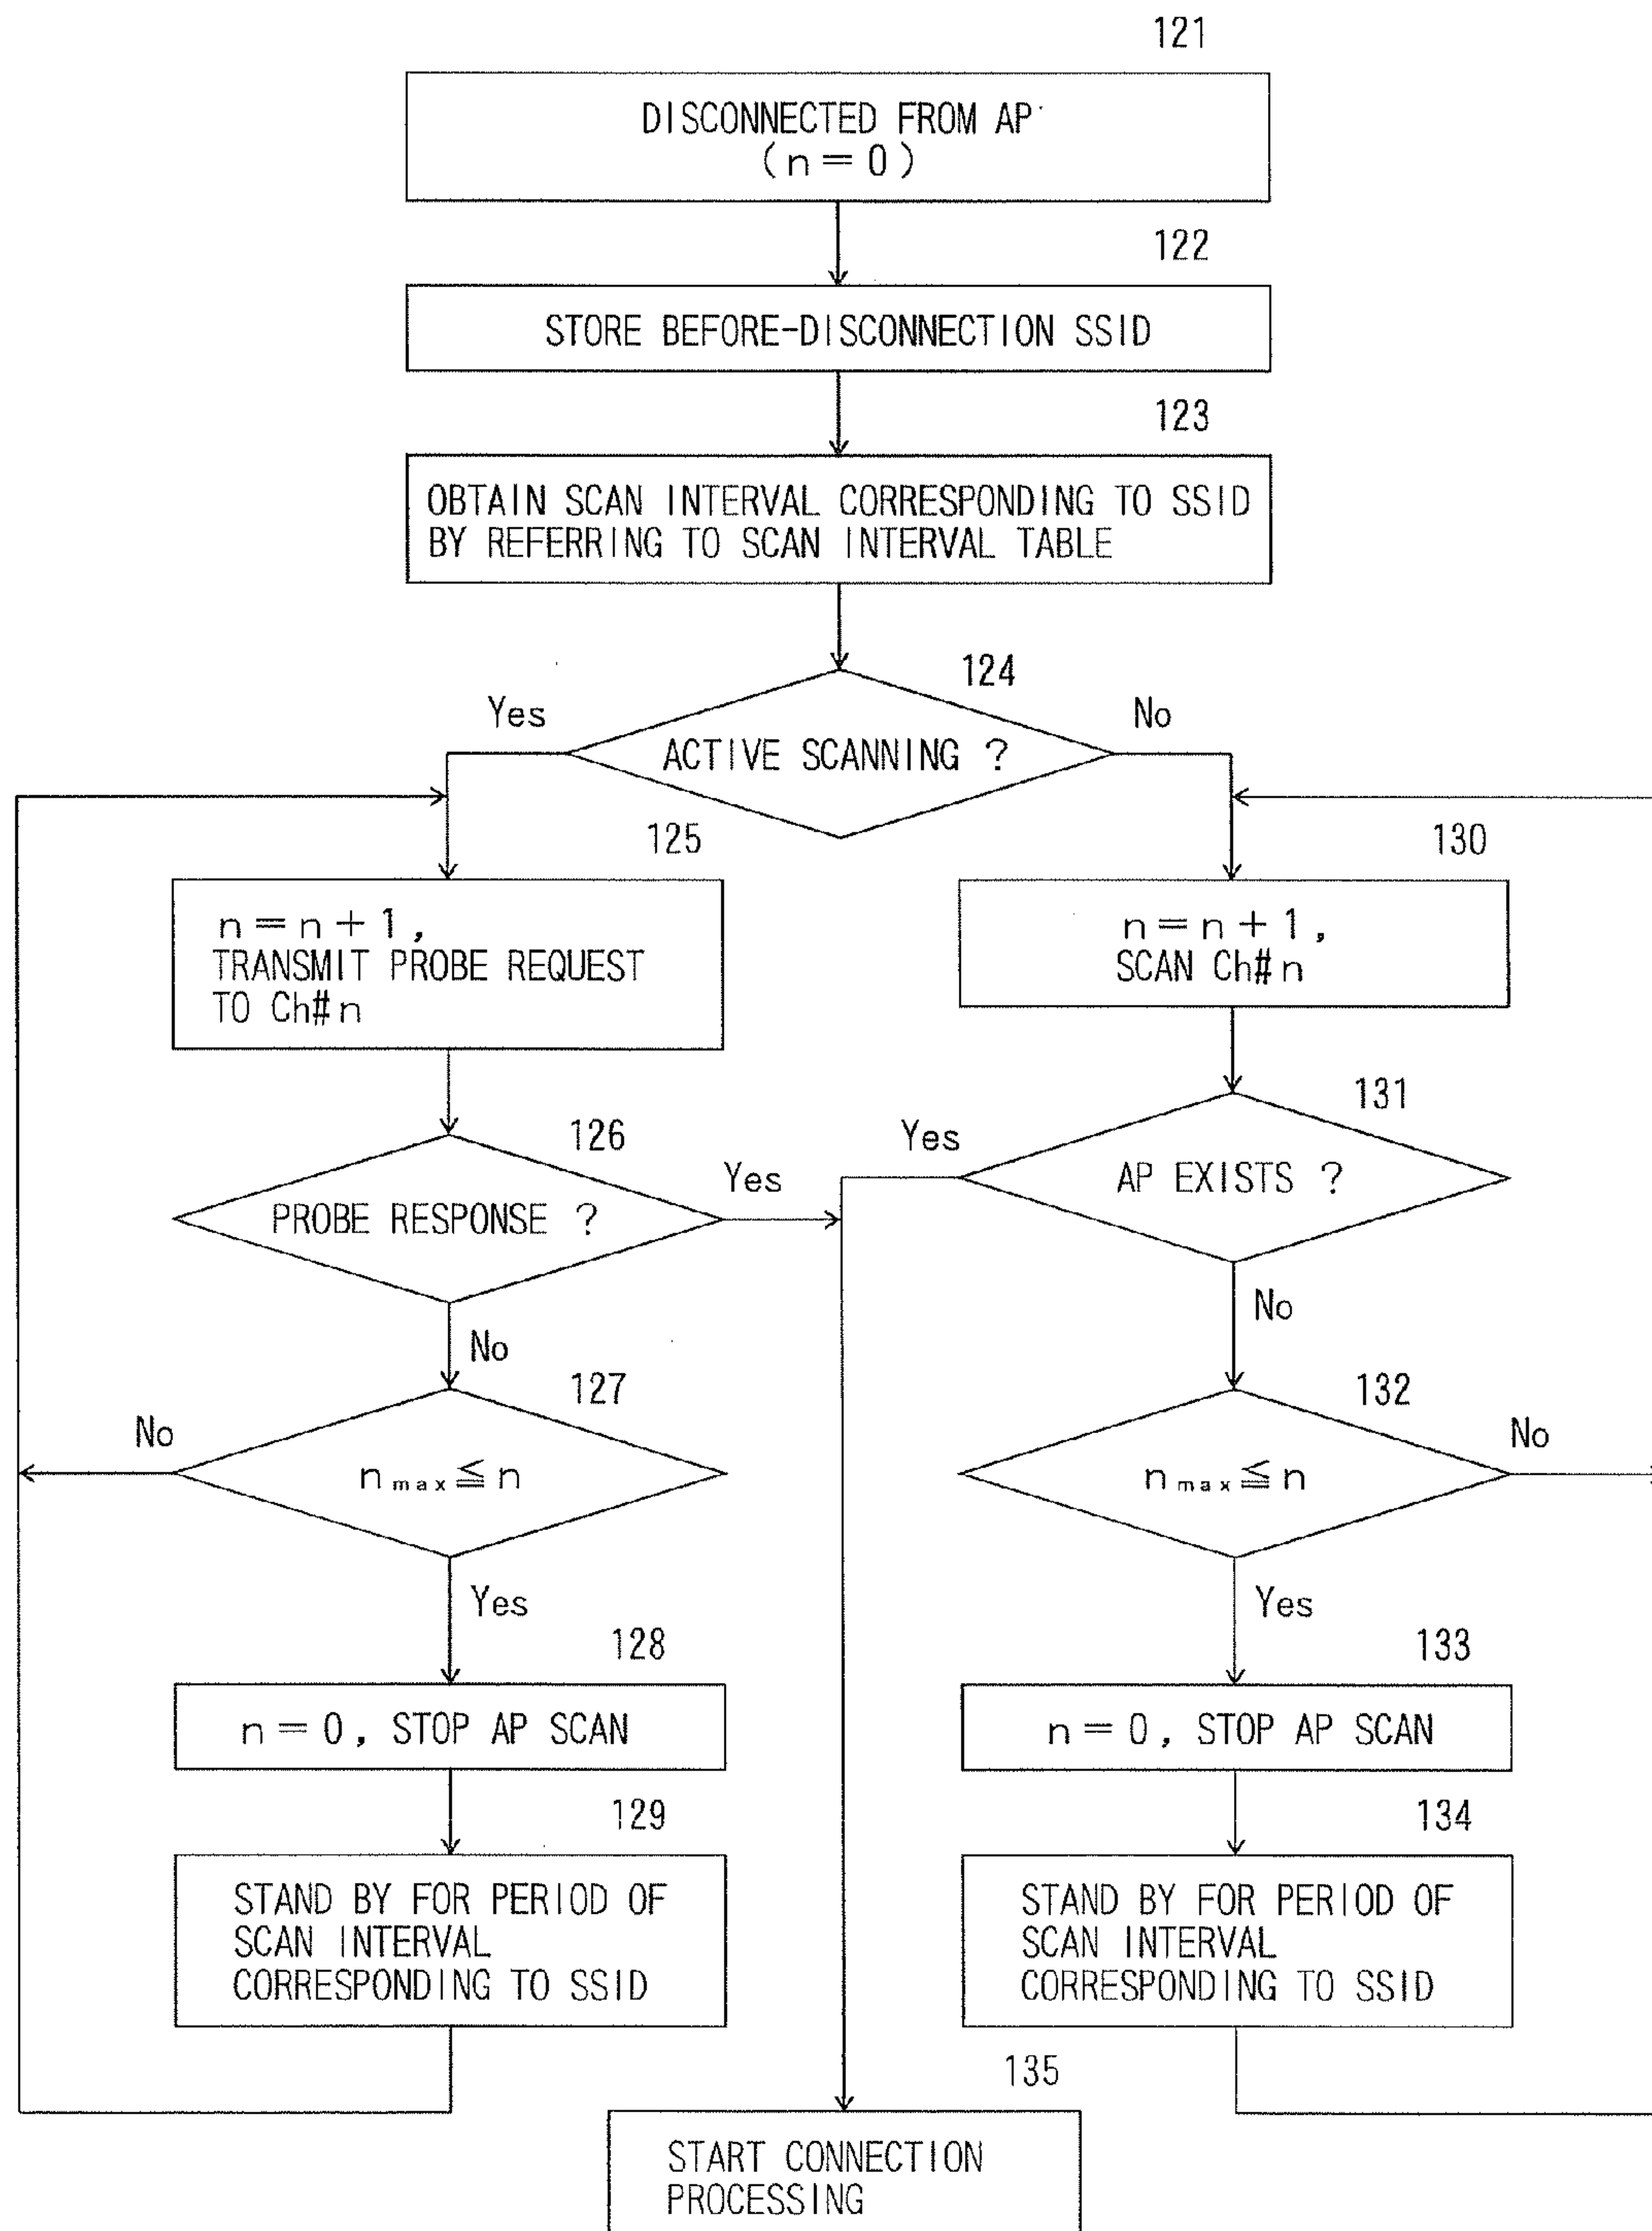 121
DISCONNECTED FROM AP
(n=0)
122
STORE BEFORE-DISCONNECTION SSID
123
OBTAIN SCAN INTERVAL CORRESPONDING TO SSID
BY REFERRING TO SCAN INTERVAL TABLE
124
Yes
No
ACTIVE SCANNING ?
125
n=n+1,
TRANSMIT PROBE REQUEST
TO Ch#n
130
n=n+1,
SCAN Ch#n
126
PROBE RESPONSE ?
Yes
No
131
Yes
AP EXISTS ?
No
127
No
nmax≦n
Yes
132
No
nmax≦n
Yes
128
n=0, STOP AP SCAN
133
n=0, STOP AP SCAN
129
STAND BY FOR PERIOD OF
SCAN INTERVAL
CORRESPONDING TO SSID
134
STAND BY FOR PERIOD OF
SCAN INTERVAL
CORRESPONDING TO SSID
135
START CONNECTION
PROCESSING